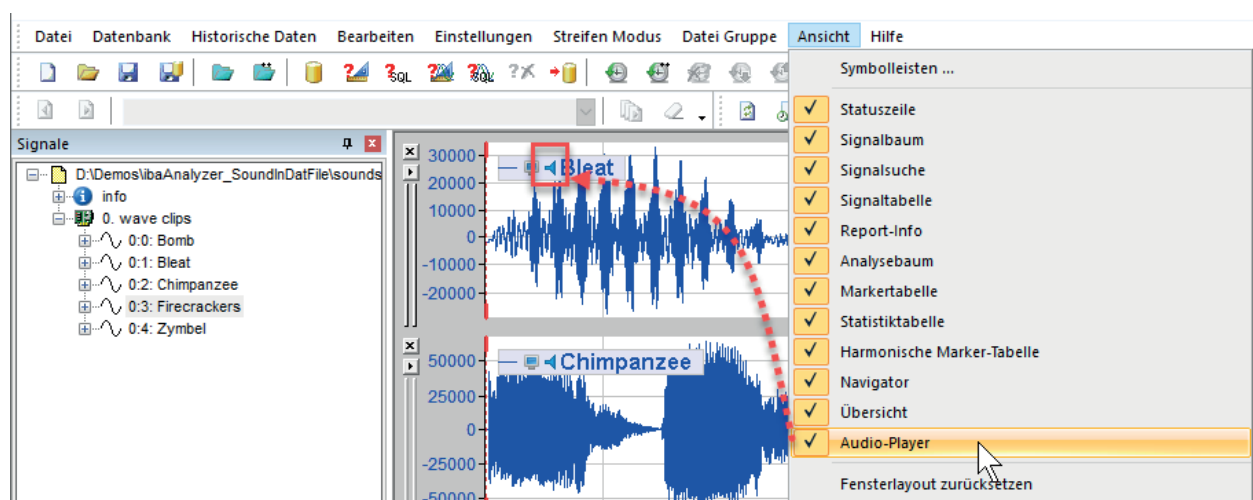 Datei Datenbank Historische Daten Bearbeiten Einstellungen Streifen Modus Datei Gruppe Ansicht Hilfe
SQL SQL
Signale
D:\Demos\ibaAnalyzer_SoundInDatFile\sounds
info
0. wave clips
0:0: Bomb
0:1: Bleat
0:2: Chimpanzee
0:3: Firecrackers
0:4: Zymbel
30000
20000
10000
0
-10000
-20000
Bleat
50000
25000
0
-25000
-50000
Chimpanzee
Symbolleisten ...
Statuszeile
Signalbaum
Signalsuche
Signaltabelle
Report-Info
Analysebaum
Markertabelle
Statistiktabelle
Harmonische Marker-Tabelle
Navigator
Übersicht
Audio-Player
Fensterlayout zurücksetzen